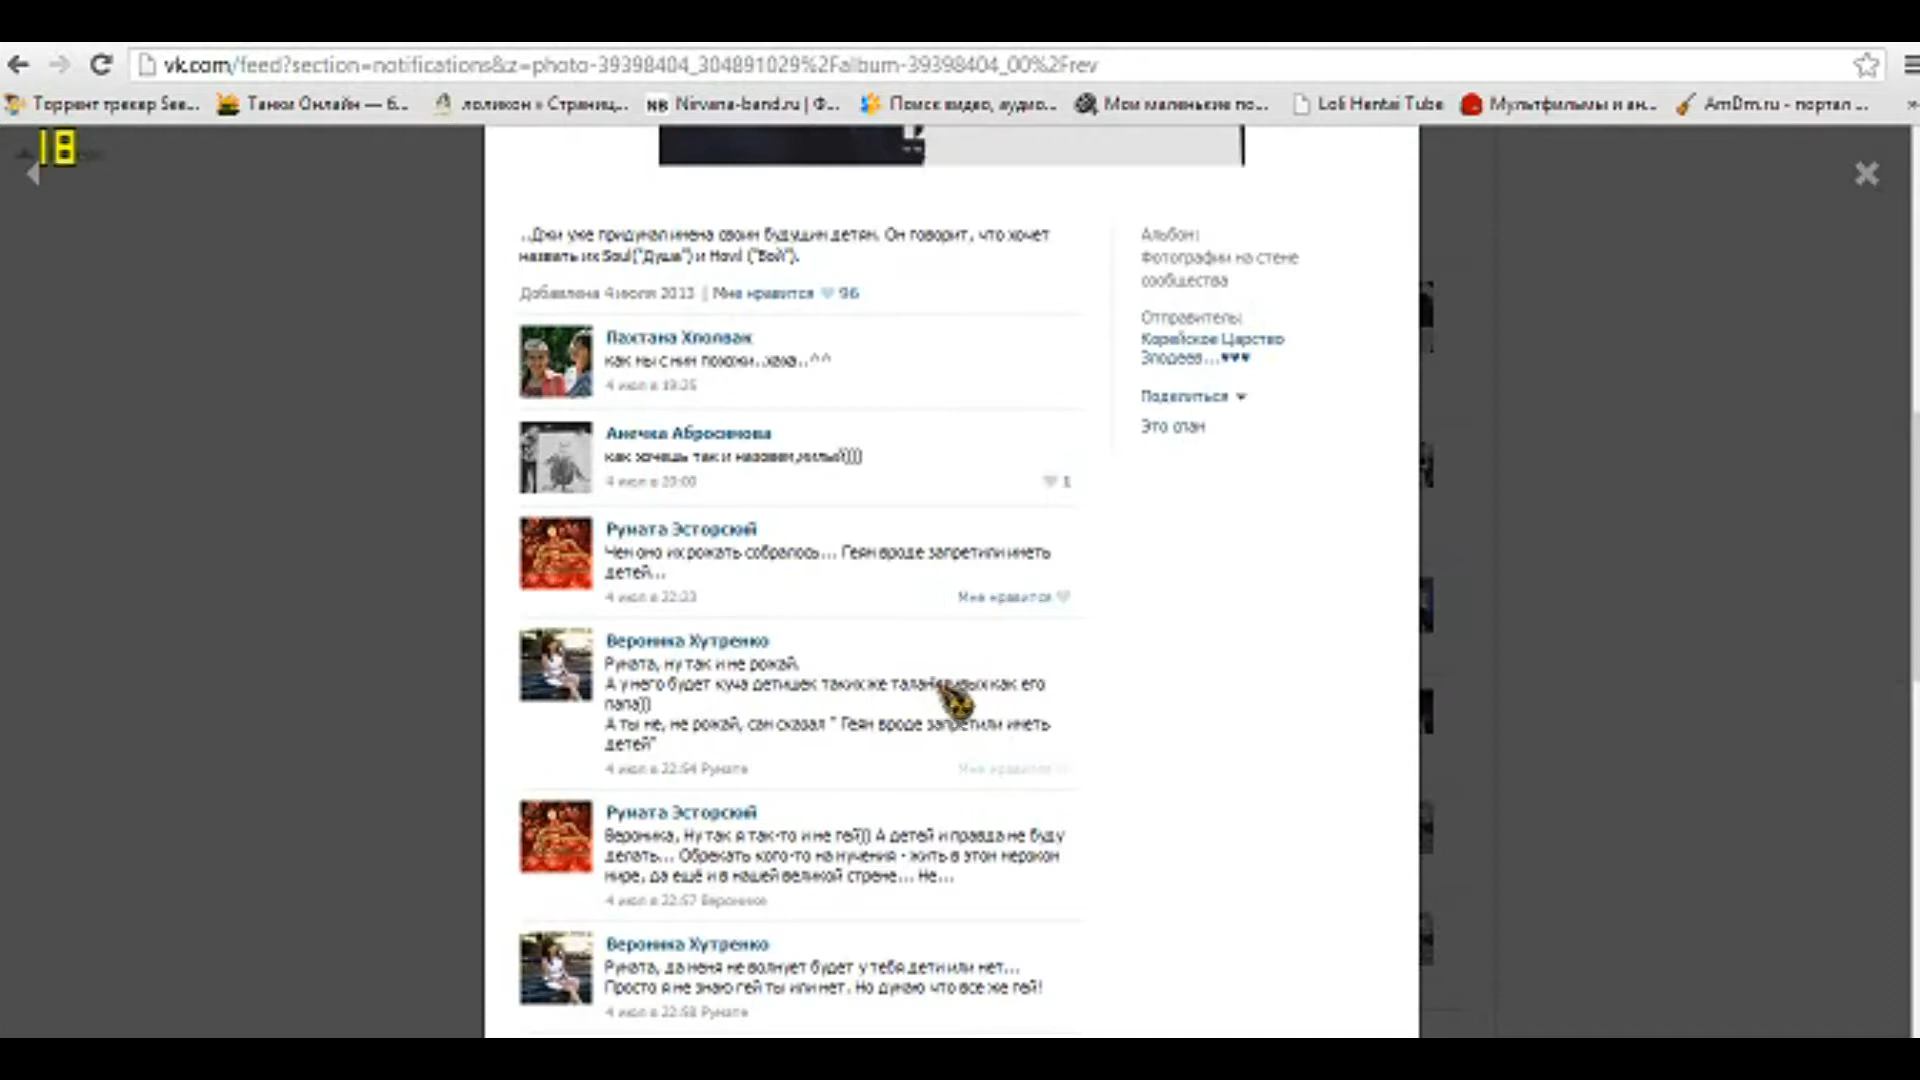 vk.com/feed?section=notifications&z=photo-39398404_304891029%2Falbum-39398404_00%2Frev
Торрент трекер See... Танки Онлайн — б... лоликон » Страниц... Nirvana-band.ru | Ф... Поиск видео, аудио... Мои маленькие по... Loli Hentai Tube Мультфильмы и ан... AmDm.ru - портал ...
18
..Джи уже придумал имена своим будущим детям. Он говорит, что хочет
назвать их Soul("Душа") и
Добавлена 4 июля 2013 | Мне нравится 96
Альбом:
Фотографии на стене
сообщества
Отправитель:
Корейское Царство
Злодеев...♥♥♥
Поделиться
Это спам
Пахтана Хлопвак
как мы с ним похожи..хаха..^^
4 июл в 19:25
Анечка Абросимова
как хочешь так и назовем,милый))))
4 июл в 20:00
1
Румата Эсторский
Чем оно их рожать собралось... Геям вроде запретили иметь
детей...
4 июл в 22:23
Мне нравится
Вероника Хутренко
Румата, ну так и не рожай.
А у него будет куча детишек таких же талантливых как его
папа))
А ты не, не рожай, сам сказал " Геям вроде запретили иметь
детей"
4 июл в 22:54 Румате
Мне нравится
Румата Эсторский
Вероника, Ну так я так-то и не гей)) А детей и правда не буду
делать... Обрекать кого-то на мучения - жить в этом мерзком
мире, да ещё и в нашей великой стране... Не...
4 июл в 22:57 Веронике
Вероника Хутренко
Румата, да меня не волнует будет у тебя дети или нет...
Просто я не знаю гей ты или нет. Но думаю что все же гей!
4 июл в 22:58 Румате